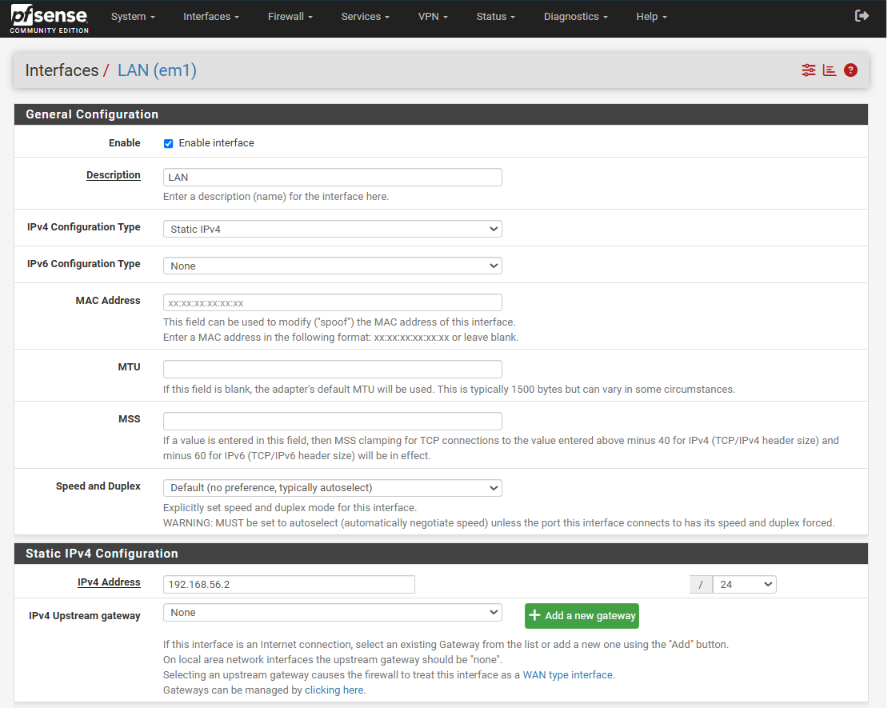 pfsense
COMMUNITY EDITION
System Interfaces Firewall Services VPN Status Diagnostics Help
Interfaces / LAN (em1)
General Configuration
Enable Enable interface
Description LAN
Enter a description (name) for the interface here.
IPv4 Configuration Type Static IPv4
IPv6 Configuration Type None
MAC Address xx:xx:xx:xx:xx:xx
This field can be used to modify ("spoof") the MAC address of this interface.
Enter a MAC address in the following format: xx:xx:xx:xx:xx:xx or leave blank.
MTU
If this field is blank, the adapter's default MTU will be used. This is typically 1500 bytes but can vary in some circumstances.
MSS
If a value is entered in this field, then MSS clamping for TCP connections to the value entered above minus 40 for IPv4 (TCP/IPv4 header size) and
minus 60 for IPv6 (TCP/IPv6 header size) will be in effect.
Speed and Duplex Default (no preference, typically autoselect)
Explicitly set speed and duplex mode for this interface.
WARNING: MUST be set to autoselect (automatically negotiate speed) unless the port this interface connects to has its speed and duplex forced.
Static IPv4 Configuration
IPv4 Address 192.168.56.2 / 24
IPv4 Upstream gateway None + Add a new gateway
If this interface is an Internet connection, select an existing Gateway from the list or add a new one using the "Add" button.
On local area network interfaces the upstream gateway should be "none".
Selecting an upstream gateway causes the firewall to treat this interface as a WAN type interface.
Gateways can be managed by clicking here.